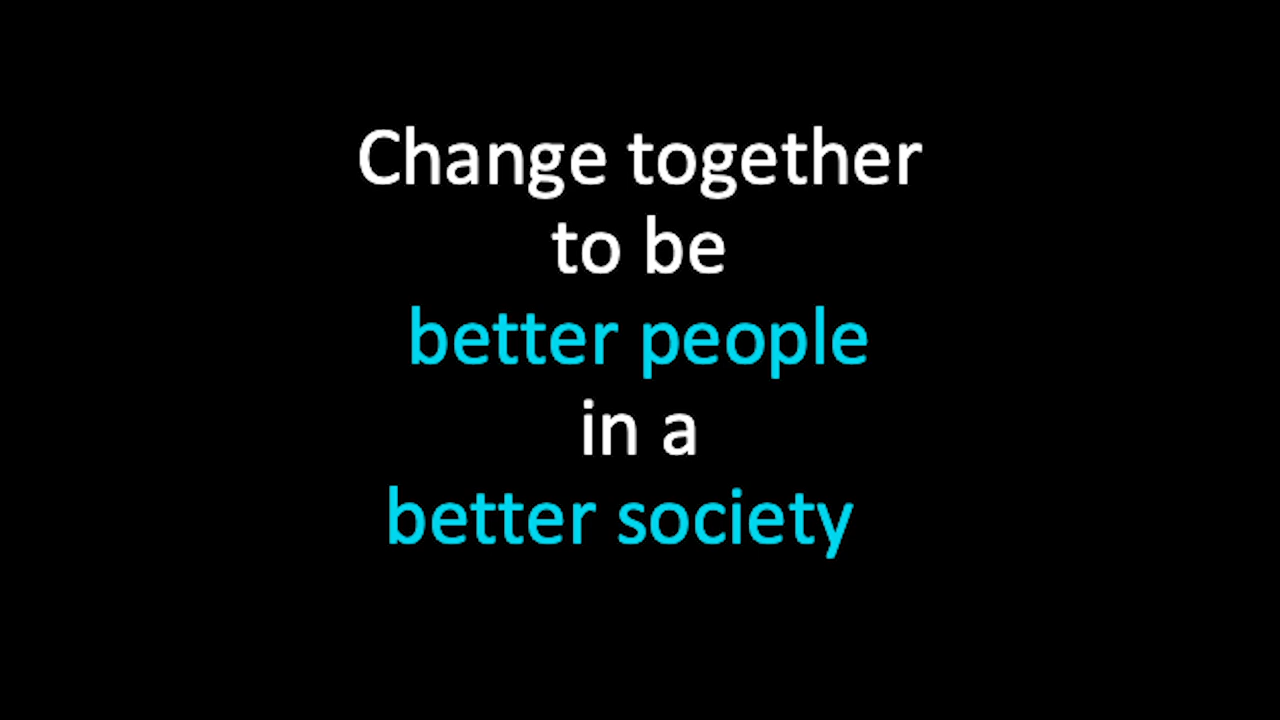 Change together
to be
better people
in a
better society